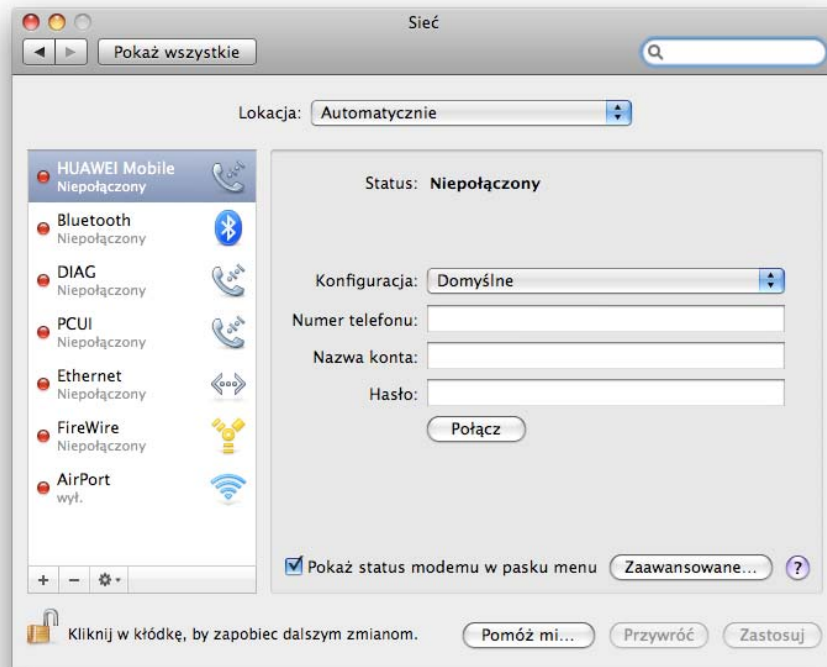 Sieć
Pokaż wszystkie
Lokacja: Automatycznie
HUAWEI Mobile
Niepołączony
Bluetooth
Niepołączony
DIAG
Niepołączony
PCUI
Niepołączony
Ethernet
Niepołączony
FireWire
Niepołączony
AirPort
wył.
Status: Niepołączony
Konfiguracja: Domyślne
Numer telefonu:
Nazwa konta:
Hasło:
Połącz
Pokaż status modemu w pasku menu Zaawansowane... ?
Kliknij w kłódkę, by zapobiec dalszym zmianom. Pomóż mi... Przywróć Zastosuj